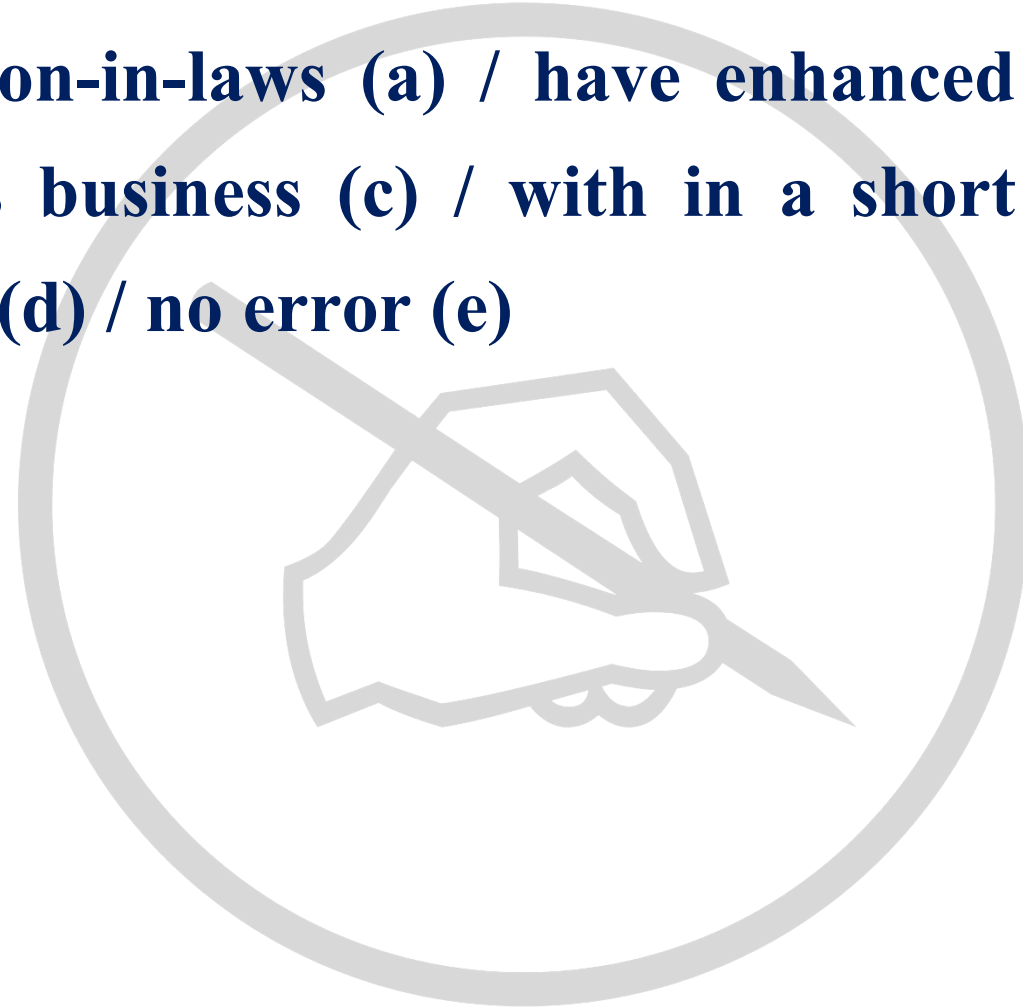 on-in-laws (a) / have enhanced
business (c) / with in a short
(d) / no error (e)